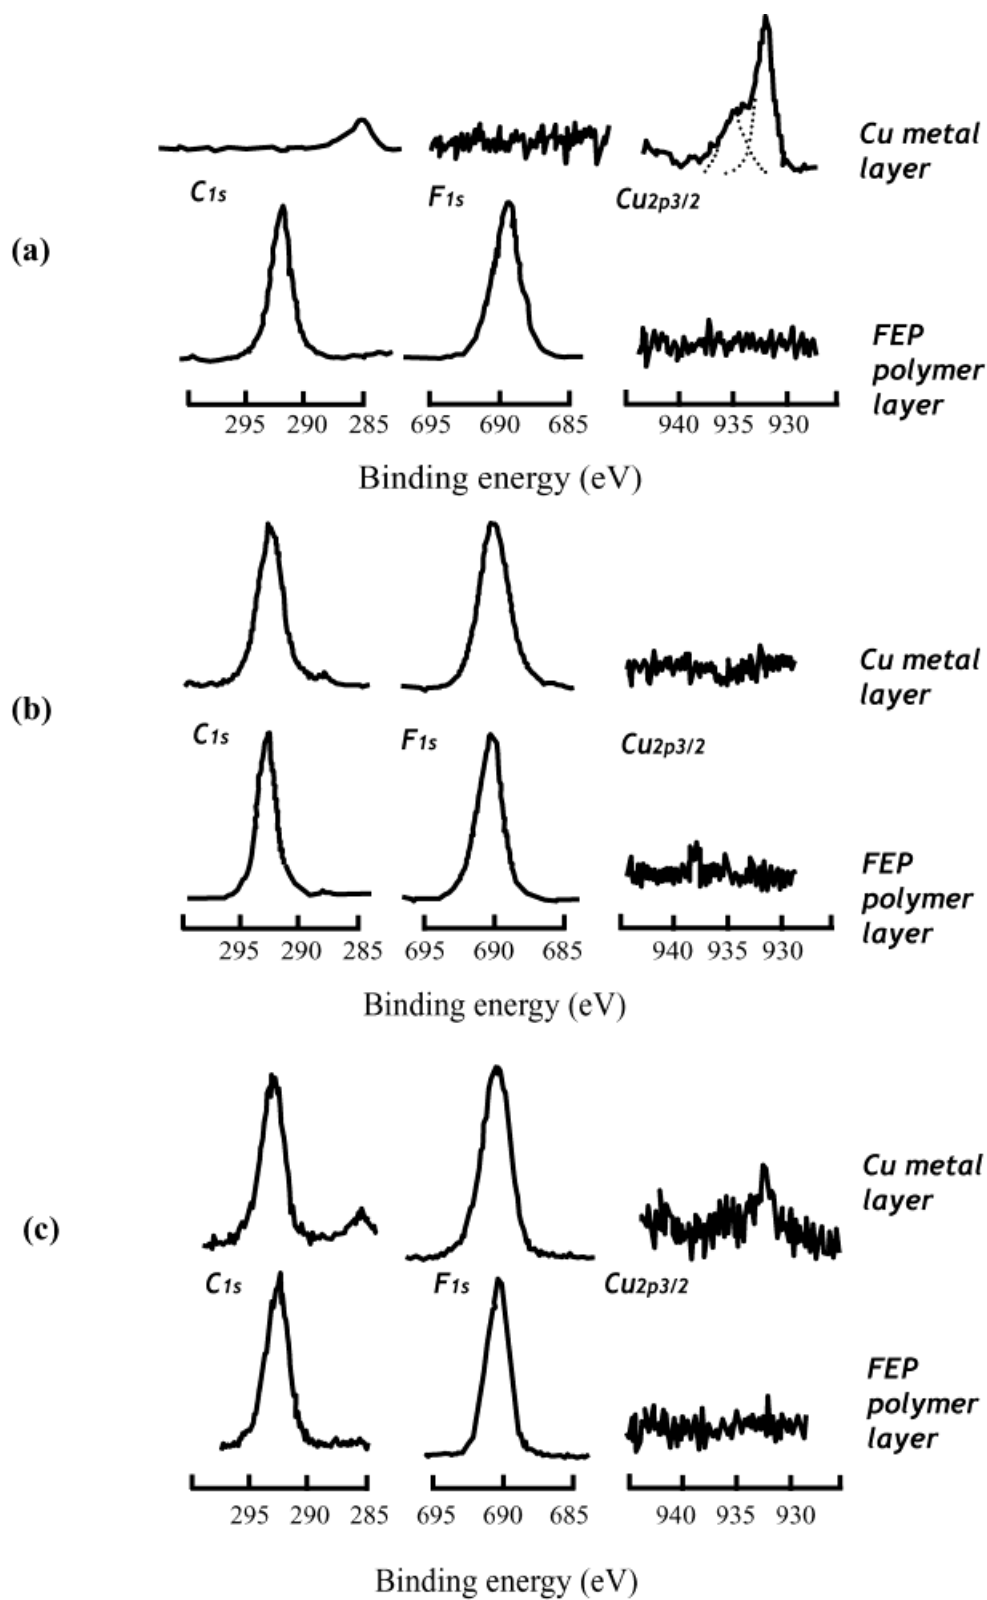 Cu metal
layer
C1s
F1s
Cu2p3/2
(a)
FEP
polymer
layer
295 290 285
695 690 685
940 935 930
Binding energy (eV)
Cu metal
layer
(b)
C1s
F1s
Cu2p3/2
FEP
polymer
layer
295 290 285
695 690 685
940 935 930
Binding energy (eV)
Cu metal
layer
(c)
C1s
F1s
Cu2p3/2
FEP
polymer
layer
295 290 285
695 690 685
940 935 930
Binding energy (eV)